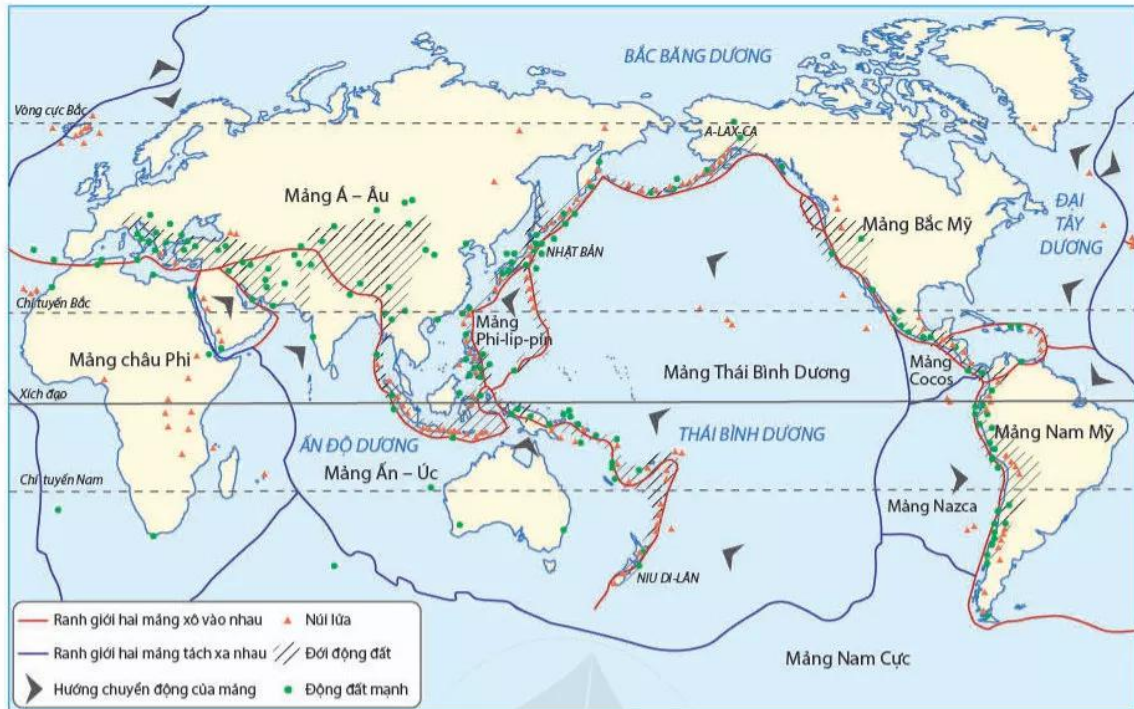 BẮC BĂNG DƯƠNG
Vòng cực Bắc
A-LAX-CA
Mảng Á – Âu
Mảng Bắc Mỹ
ĐẠI
TÂY
DƯƠNG
NHẬT BẢN
Chí tuyến Bắc
Mảng
Phi-líp-pin
Mảng châu Phi
Mảng Thái Bình Dương
Mảng
Cocos
Xích đạo
Mảng Nam Mỹ
ẤN ĐỘ DƯƠNG
THÁI BÌNH DƯƠNG
Mảng Ấn – Úc
Chí tuyến Nam
Mảng Nazca
NIU DI-LÂN
Ranh giới hai mảng xô vào nhau
Núi lửa
Ranh giới hai mảng tách xa nhau
Đới động đất
Hướng chuyển động của mảng
Động đất mạnh
Mảng Nam Cực